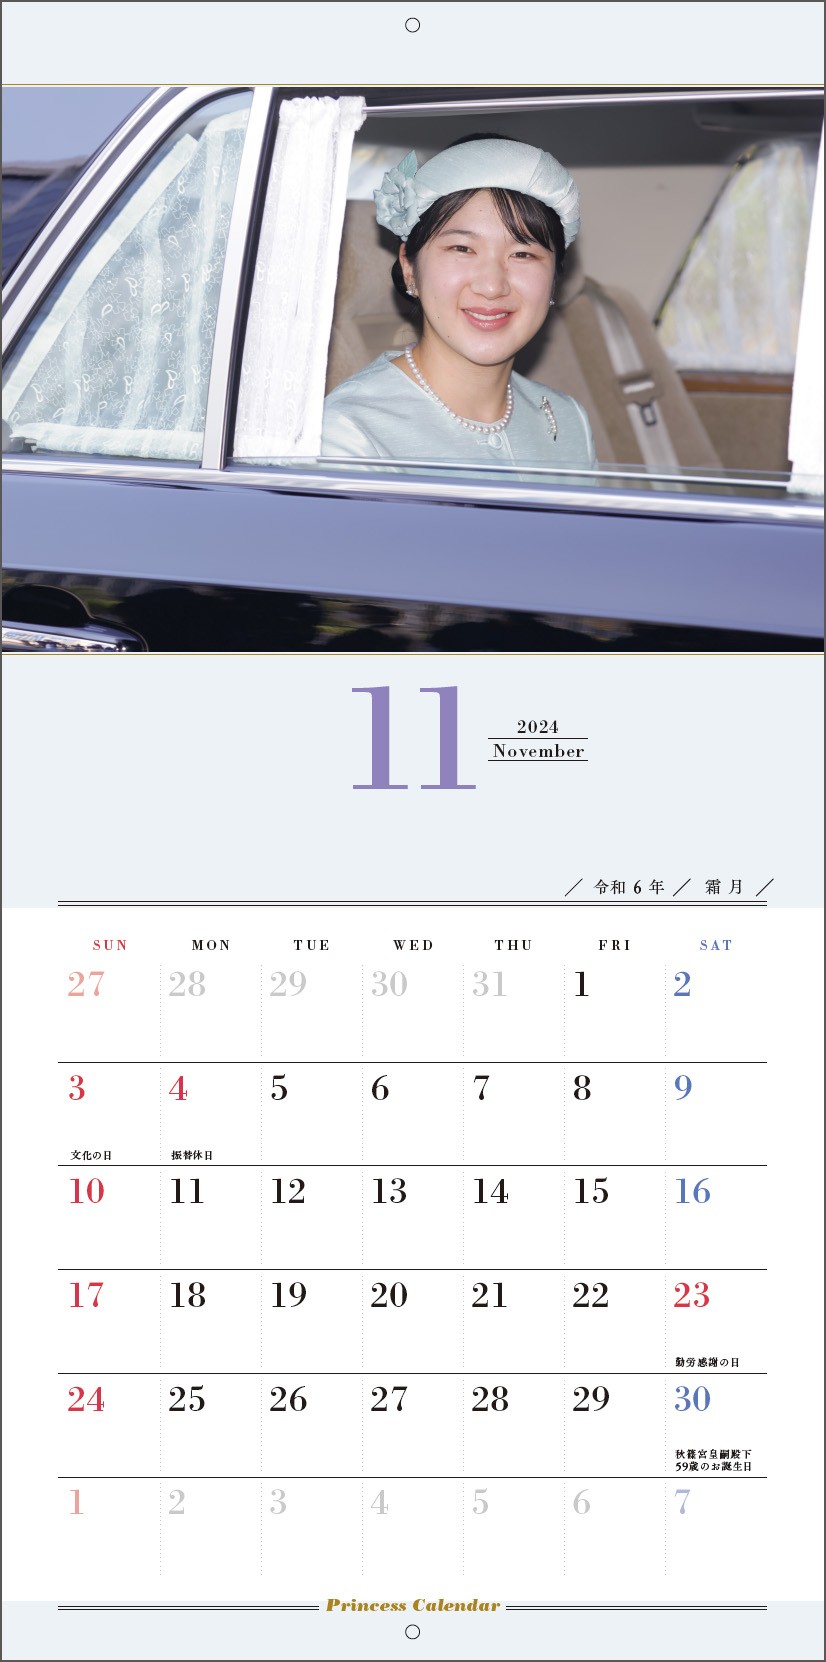 11
2024
November
／ 令和 6 年 ／ 霜 月 ／
SUN MON TUE WED THU FRI SAT
27 28 29 30 31 1 2
3 4 5 6 7 8 9
文化の日 振替休日
10 11 12 13 14 15 16
17 18 19 20 21 22 23
勤労感謝の日
24 25 26 27 28 29 30
秋篠宮皇嗣殿下
59歳のお誕生日
1 2 3 4 5 6 7
Princess Calendar